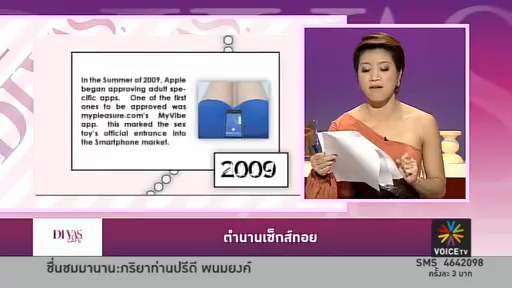 In the Summer of 2009, Apple
began approving adult spe-
cific apps. One of the first
ones to be approved was
mypleasure.com's MyVibe
app. this marked the sex
toy's official entrance into
the Smartphone market.
2009
DIVAS
CAFE
ตำนานเซ็กส์ทอย
VOICE TV
ชื่นชมมานาน:ภริยาท่านปรีดี พนมยงค์
SMS 4642098
ครั้งละ 3 บาท